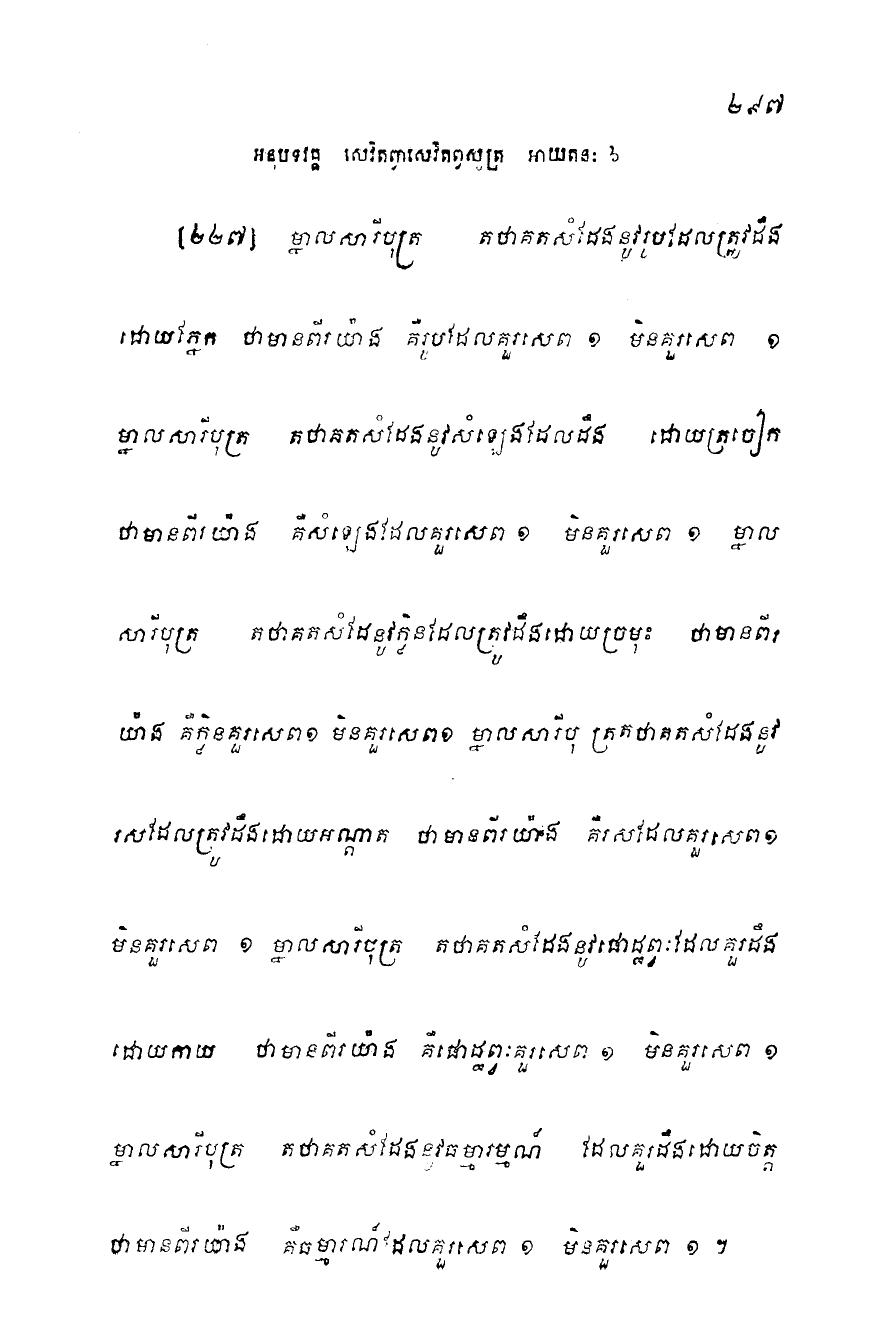 ២៩៧
អនុបទវគ្គ សេវិតព្វាសេវិតព្វសូត្រ អាយតនៈ ៦
[២២៧] ម្នាលសារីបុត្រ តថាគតសំដែងនូវរូបដែលត្រូវដឹង
ដោយភ្នែក ថាមានពីរយ៉ាង គឺរូបដែលគួរសេព ១ មិនគួរសេព ១
ម្នាលសារីបុត្រ តថាគតសំដែងនូវសំឡេងដែលដឹង ដោយត្រចៀក
ថាមានពីរយ៉ាង គឺសំឡេងដែលគួរសេព ១ មិនគួរសេព ១ ម្នាល
សារីបុត្រ តថាគតសំដែនូវក្លិនដែលត្រូវដឹងដោយច្រមុះ ថាមានពីរ
យ៉ាង គឺក្លិនគួរសេព១ មិនគួរសេព១ ម្នាលសារីបុ ត្រតថាគតសំដែងនូវ
រសដែលត្រូវដឹងដោយអណ្តាត ថាមានពីរយ៉ាង គឺរសដែលគួរសេព១
មិនគួរសេព ១ ម្នាលសារីបុត្រ តថាគតសំដែងនូវផោដ្ឋព្វៈដែលគួរដឹង
ដោយកាយ ថាមានពីរយ៉ាង គឺផោដ្ឋព្វៈគួរសេព ១ មិនគួរសេព ១
ម្នាលសារីបុត្រ តថាគតសំដែងនូវធម្មារម្មណ៍ ដែលគួរដឹងដោយចិត្ត
ថាមានពីរយ៉ាង គឺធម្មារណ៍ដែលគួរសេព ១ មិនគួរសេព ១ ។